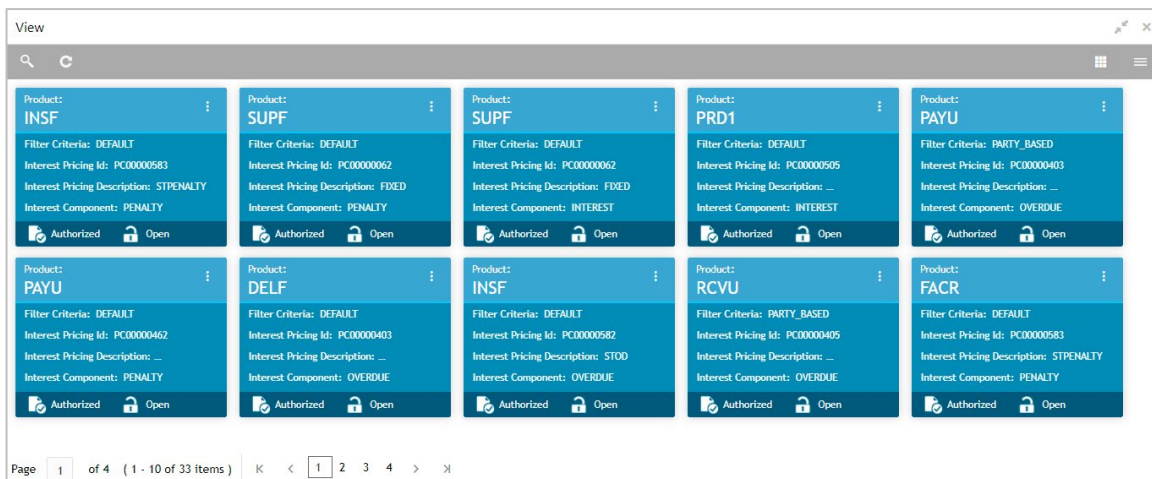 View
Product:
INSF
Filter Criteria: DEFAULT
Interest Pricing Id: PC00000583
Interest Pricing Description: STPENALTY
Interest Component: PENALTY
Authorized Open
Product:
SUPF
Filter Criteria: DEFAULT
Interest Pricing Id: PC00000062
Interest Pricing Description: FIXED
Interest Component: PENALTY
Authorized Open
Product:
SUPF
Filter Criteria: DEFAULT
Interest Pricing Id: PC00000062
Interest Pricing Description: FIXED
Interest Component: INTEREST
Authorized Open
Product:
PRD1
Filter Criteria: DEFAULT
Interest Pricing Id: PC00000505
Interest Pricing Description: ...
Interest Component: INTEREST
Authorized Open
Product:
PAYU
Filter Criteria: PARTY_BASED
Interest Pricing Id: PC00000403
Interest Pricing Description: ...
Interest Component: OVERDUE
Authorized Open
Product:
PAYU
Filter Criteria: DEFAULT
Interest Pricing Id: PC00000462
Interest Pricing Description: ...
Interest Component: PENALTY
Authorized Open
Product:
DELF
Filter Criteria: DEFAULT
Interest Pricing Id: PC00000403
Interest Pricing Description: ...
Interest Component: OVERDUE
Authorized Open
Product:
INSF
Filter Criteria: DEFAULT
Interest Pricing Id: PC00000582
Interest Pricing Description: STOD
Interest Component: OVERDUE
Authorized Open
Product:
RCVU
Filter Criteria: PARTY_BASED
Interest Pricing Id: PC00000405
Interest Pricing Description: ...
Interest Component: OVERDUE
Authorized Open
Product:
FACR
Filter Criteria: DEFAULT
Interest Pricing Id: PC00000583
Interest Pricing Description: STPENALTY
Interest Component: PENALTY
Authorized Open
Page 1 of 4 ( 1 - 10 of 33 items ) 1 2 3 4